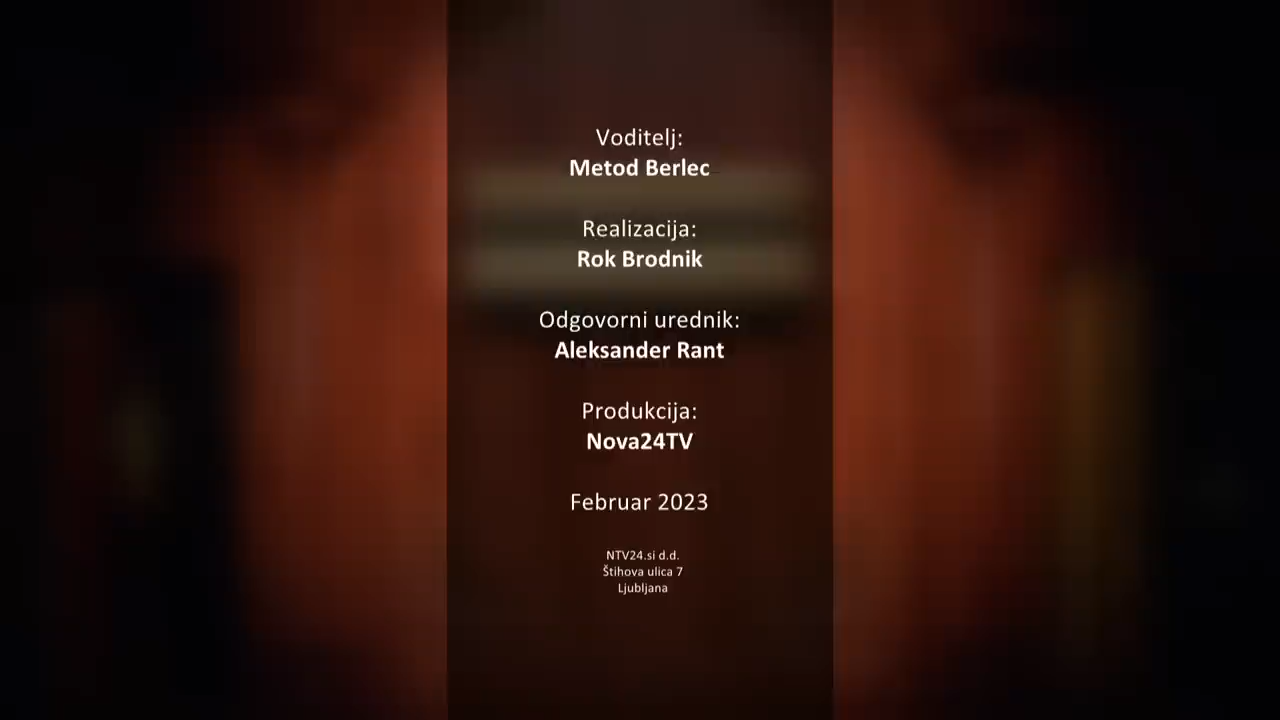 Voditelj:
Metod Berlec
Realizacija:
Rok Brodnik
Odgovorni urednik:
Aleksander Rant
Produkcija:
Nova24TV
Februar 2023
NTV24.si d.d.
Štihova ulica 7
Ljubljana